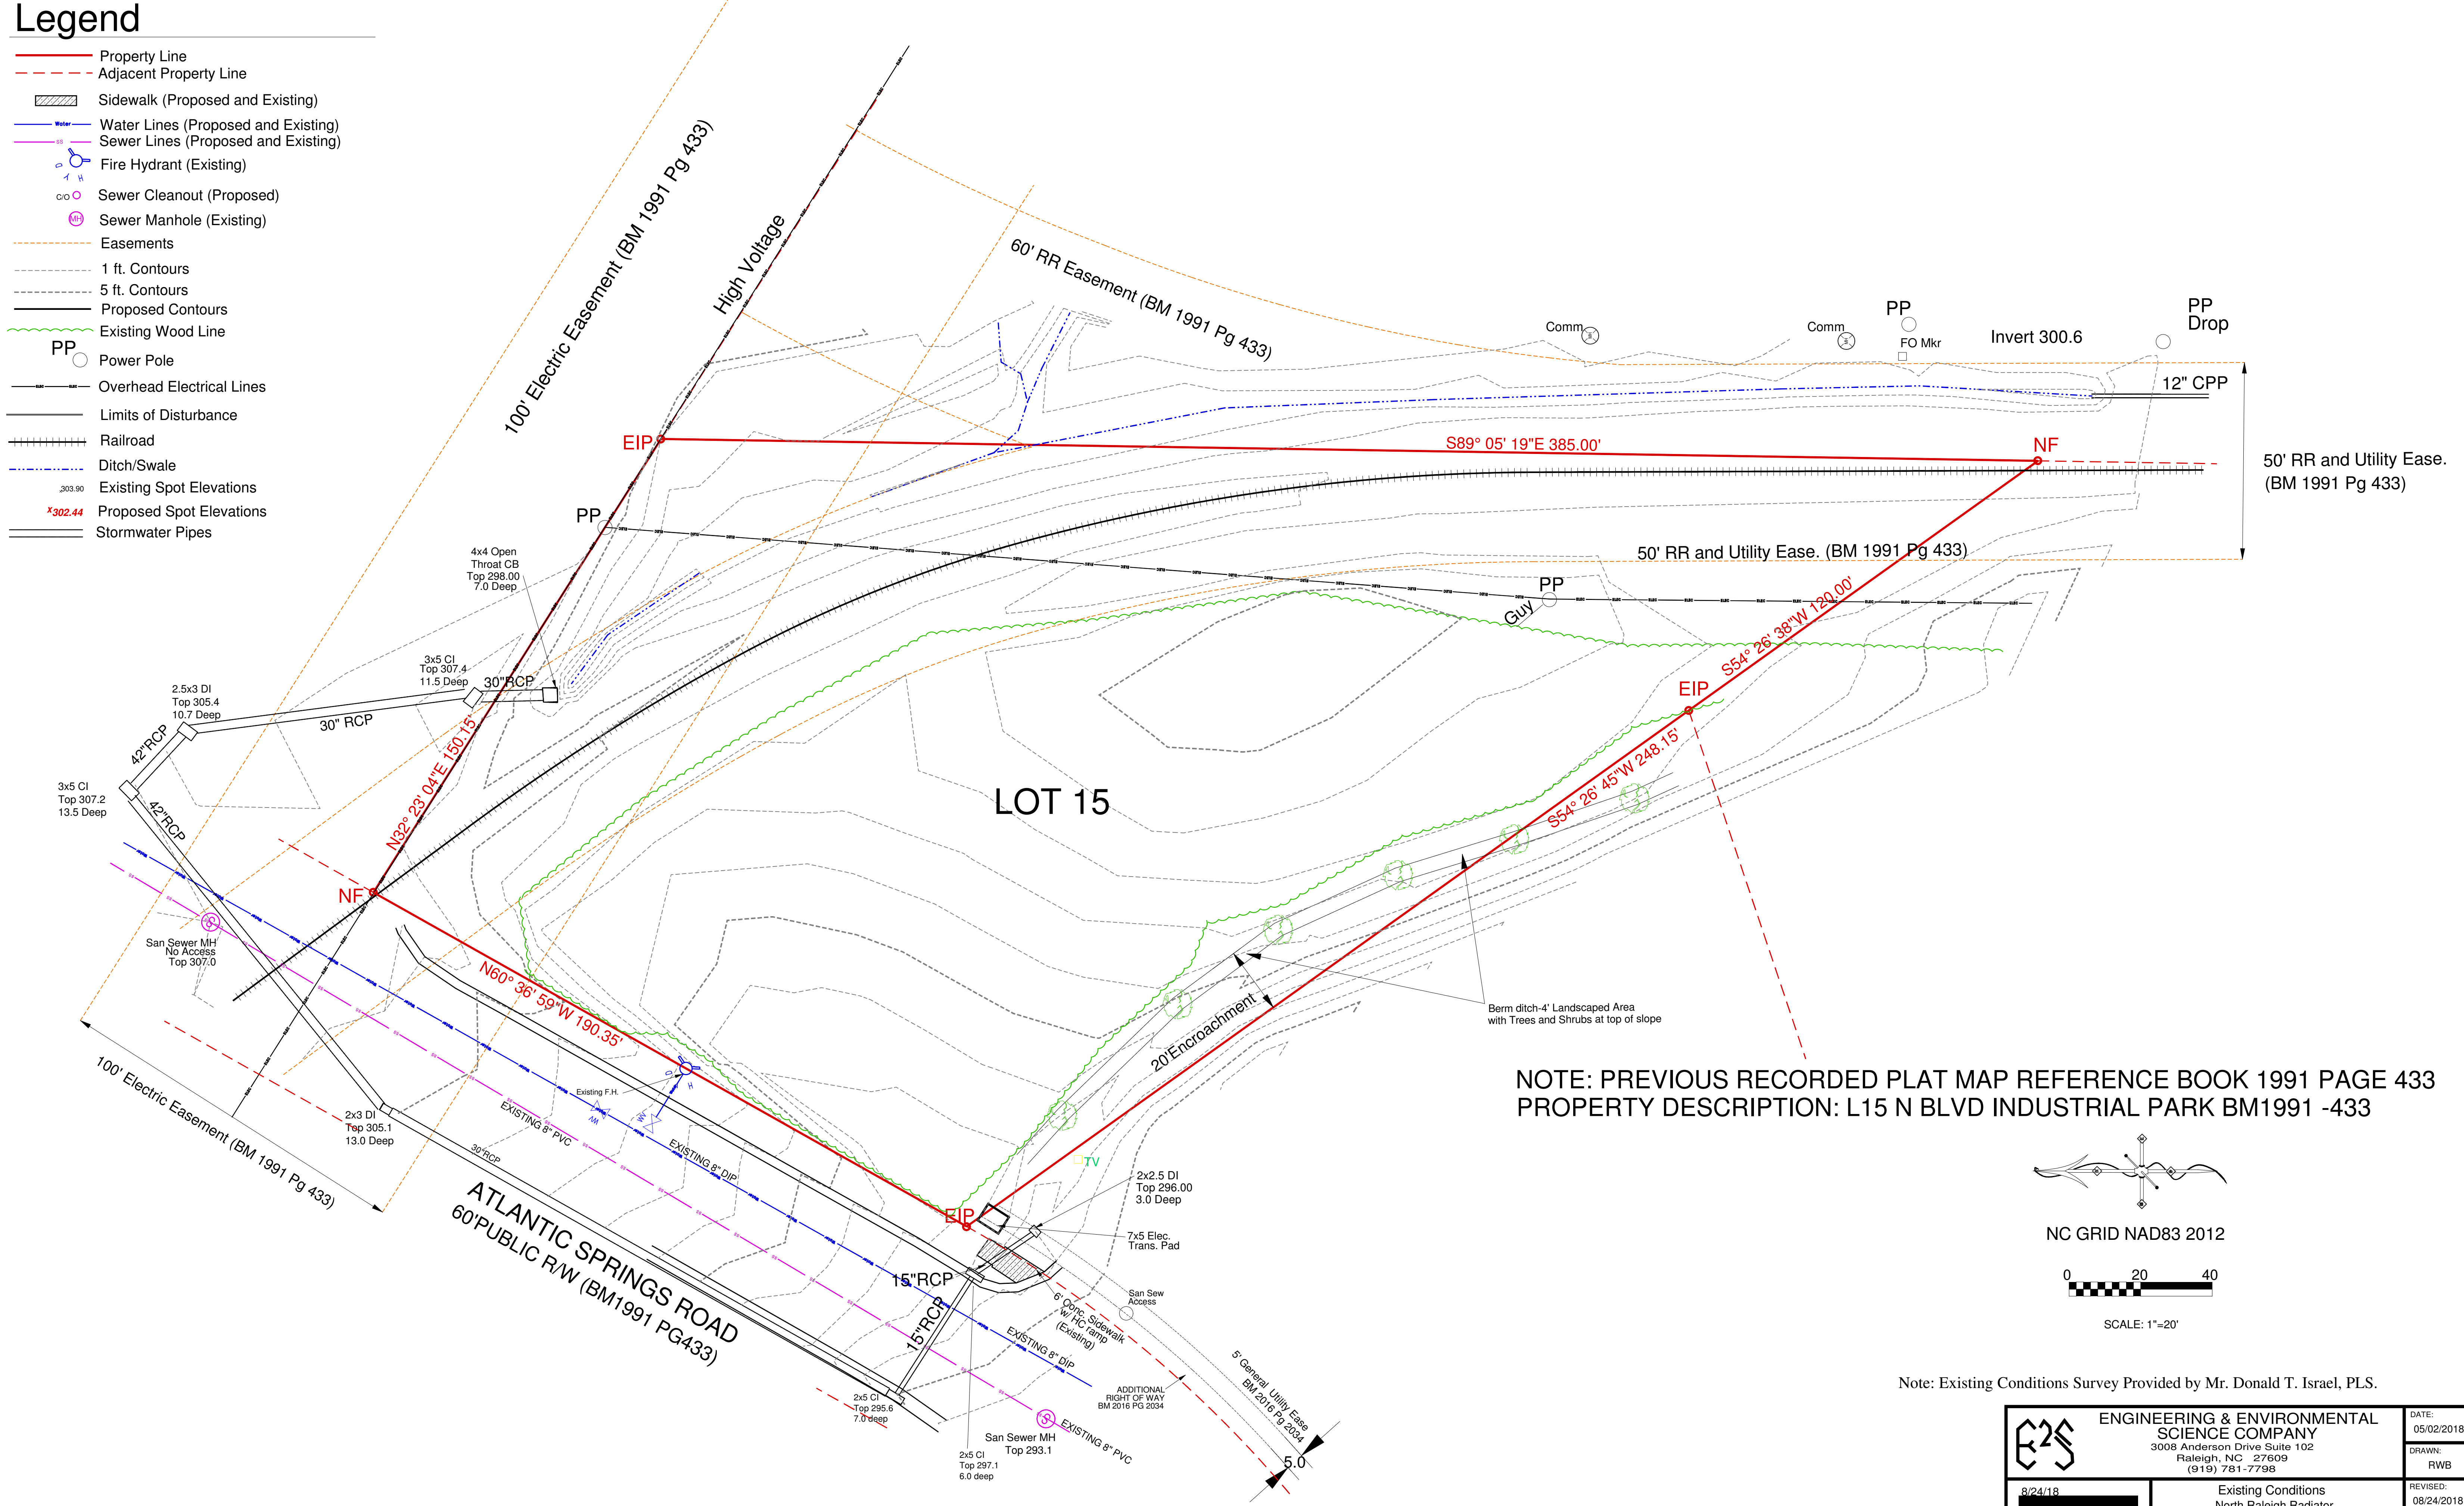 Legend
Property Line
Adjacent Property Line
Sidewalk (Proposed and Existing)
Water
Water Lines (Proposed and Existing)
SS
Sewer Lines (Proposed and Existing)
Y H D
Fire Hydrant (Existing)
C/O
Sewer Cleanout (Proposed)
MH
Sewer Manhole (Existing)
Easements
1 ft. Contours
5 ft. Contours
Proposed Contours
Existing Wood Line
PP
Power Pole
ELEC ELEC
Overhead Electrical Lines
Limits of Disturbance
Railroad
Ditch/Swale
303.90
Existing Spot Elevations
x302.44
Proposed Spot Elevations
Stormwater Pipes
100' Electric Easement (BM 1991 Pg 433)
High Voltage
60' RR Easement (BM 1991 Pg 433)
Comm
S
Comm
S
PP
FO Mkr
Invert 300.6
PP
Drop
12" CPP
EIP
S89° 05' 19"E 385.00'
NF
50' RR and Utility Ease.
(BM 1991 Pg 433)
PP
50' RR and Utility Ease. (BM 1991 Pg 433)
4x4 Open
Throat CB
Top 298.00
7.0 Deep
PP
Guy
S54° 26' 38"W 120.00'
3x5 CI
Top 307.4
11.5 Deep
30"RCP
2.5x3 DI
Top 305.4
10.7 Deep
30" RCP
EIP
42"RCP
N32° 23' 04"E 150.15'
S54° 26' 45"W 248.15'
3x5 CI
Top 307.2
13.5 Deep
42"RCP
LOT 15
NF
S
San Sewer MH
No Access
Top 307.0
N60° 36' 59"W 190.35'
Berm ditch-4' Landscaped Area
with Trees and Shrubs at top of slope
20'Encroachment
Existing F.H.
D
H
WV
WV
EXISTING 8" PVC
EXISTING 8" DIP
NOTE: PREVIOUS RECORDED PLAT MAP REFERENCE BOOK 1991 PAGE 433
PROPERTY DESCRIPTION: L15 N BLVD INDUSTRIAL PARK BM1991 -433
100' Electric Easement (BM 1991 Pg 433)
2x3 DI
Top 305.1
13.0 Deep
30"RCP
TV
2x2.5 DI
Top 296.00
3.0 Deep
EIP
7x5 Elec.
Trans. Pad
ATLANTIC SPRINGS ROAD
60'PUBLIC R/W (BM1991 PG433)
15"RCP
15"RCP
6' Conc. Sidewalk
w/ HC ramp
(Existing)
San Sew
Access
EXISTING 8" DIP
5' General Utility Ease
BM 2016 Pg 2034
ADDITIONAL
RIGHT OF WAY
BM 2016 PG 2034
2x5 CI
Top 295.6
7.0 deep
S
San Sewer MH
Top 293.1
EXISTING 8" PVC
2x5 CI
Top 297.1
6.0 deep
5.0
NC GRID NAD83 2012
0 20 40
SCALE: 1"=20'
Note: Existing Conditions Survey Provided by Mr. Donald T. Israel, PLS.
E2S
ENGINEERING & ENVIRONMENTAL
SCIENCE COMPANY
3008 Anderson Drive Suite 102
Raleigh, NC 27609
(919) 781-7798
DATE:
05/02/2018
DRAWN:
RWB
8/24/18
Existing Conditions
North Raleigh Radiator
REVISED:
08/24/2018